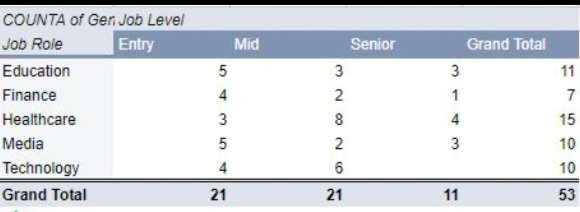 COUNTA of Gen Job Level
Job Role Entry Mid Senior Grand Total
Education 5 3 3 11
Finance 4 2 1 7
Healthcare 3 8 4 15
Media 5 2 3 10
Technology 4 6 10
Grand Total 21 21 11 53